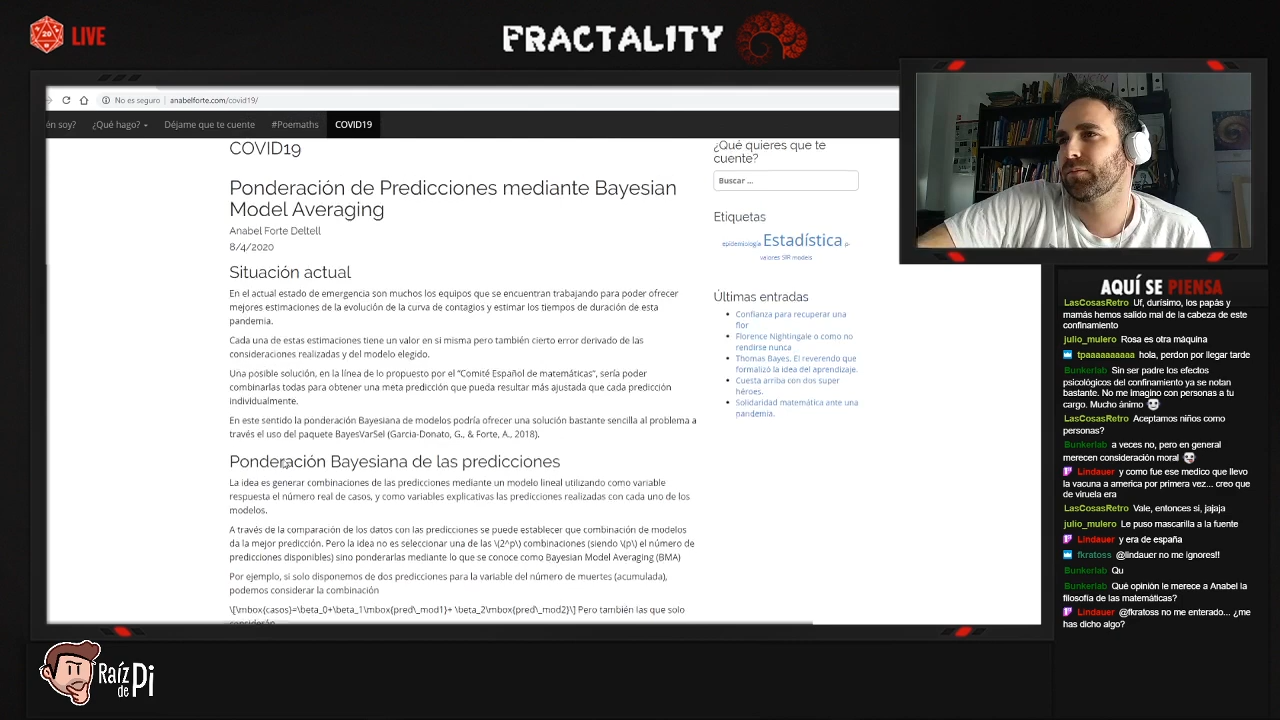 20 LIVE
FRACTALITY
No es seguro | anabelforte.com/covid19/
én soy? ¿Qué hago? Déjame que te cuente #Poemaths COVID19
COVID19
Ponderación de Predicciones mediante Bayesian
Model Averaging
Anabel Forte Deltell
8/4/2020
Situación actual
En el actual estado de emergencia son muchos los equipos que se encuentran trabajando para poder ofrecer
mejores estimaciones de la evolución de la curva de contagios y estimar los tiempos de duración de esta
pandemia.
Cada una de estas estimaciones tiene un valor en si misma pero también cierto error derivado de las
consideraciones realizadas y del modelo elegido.
Una posible solución, en la línea de lo propuesto por el "Comité Español de matemáticas", sería poder
combinarlas todas para obtener una meta predicción que pueda resultar más ajustada que cada predicción
individualmente.
En este sentido la ponderación Bayesiana de modelos podría ofrecer una solución bastante sencilla al problema a
través el uso del paquete BayesVarSel (Garcia-Donato, G., & Forte, A., 2018).
Ponderación Bayesiana de las predicciones
La idea es generar combinaciones de las predicciones mediante un modelo lineal utilizando como variable
respuesta el número real de casos, y como variables explicativas las predicciones realizadas con cada uno de los
modelos.
A través de la comparación de los datos con las predicciones se puede establecer que combinación de modelos
da la mejor predicción. Pero la idea no es seleccionar una de las \(2^p\) combinaciones (siendo \(p\) el número de
predicciones disponibles) sino ponderarlas mediante lo que se conoce como Bayesian Model Averaging (BMA)
Por ejemplo, si solo disponemos de dos predicciones para la variable del número de muertes (acumulada),
podemos considerar la combinación
\[\mbox{casos}=\beta_0+\beta_1\mbox{pred\_mod1}+ \beta_2\mbox{pred\_mod2}\] Pero también las que solo
consideran
¿Qué quieres que te
cuente?
Buscar ...
Etiquetas
epidemiología Estadística p-
valores SIR models
Últimas entradas
Confianza para recuperar una
flor
Florence Nightingale o como no
rendirse nunca
Thomas Bayes. El reverendo que
formalizó la idea del aprendizaje.
Cuesta arriba con dos super
héroes.
Solidaridad matemática ante una
pandemia.
AQUÍ SE PIENSA
LasCosasRetro Uf, durísimo, los papás y
mamás hemos salido mal de la cabeza de este
confinamiento
julio_mulero Rosa es otra máquina
tpaaaaaaaaaa hola, perdon por llegar tarde
Bunkerlab Sin ser padre los efectos
psicológicos del confinamiento ya se notan
bastante. No me imagino con personas a tu
cargo. Mucho ánimo
LasCosasRetro Aceptamos niños como
personas?
Bunkerlab a veces no, pero en general
merecen consideración moral
Lindauer y como fue ese medico que llevo
la vacuna a america por primera vez... creo que
de viruela era
LasCosasRetro Vale, entonces si, jajaja
julio_mulero Le puso mascarilla a la fuente
Lindauer y era de españa
fkratoss @lindauer no me ignores!!
Bunkerlab Qu
Bunkerlab Qué opinión le merece a Anabel la
filosofía de las matemáticas?
Lindauer @fkratoss no me enterado... ¿me
has dicho algo?
Raíz
de Pi